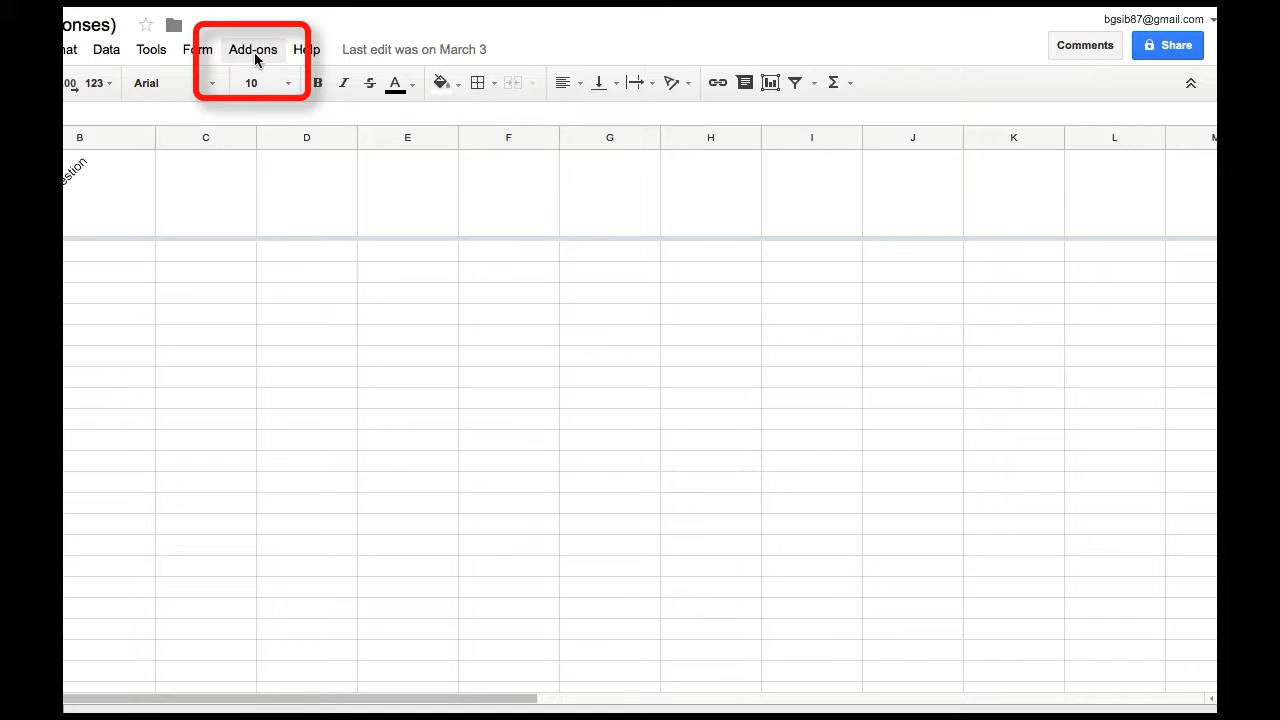 onses)
bgsib87@gmail.com
nat Data Tools Form Add-ons Help Last edit was on March 3
Comments Share
00 123 Arial 10 B I S A Σ
B C D E F G H I J K L M
estion